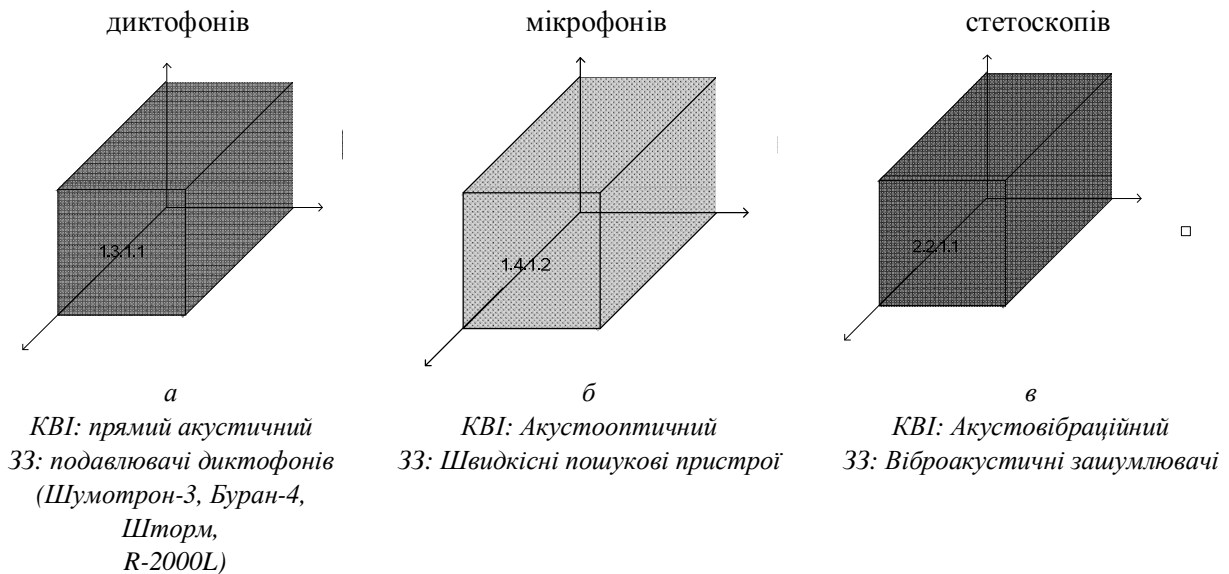 диктофонів
мікрофонів
стетоскопів
1.3.1.1
1.4.1.2
2.2.1.1
а
КВІ: прямий акустичний
ЗЗ: подавлювачі диктофонів
(Шумотрон-3, Буран-4,
Шторм,
R-2000L)
б
КВІ: Акустооптичний
ЗЗ: Швидкісні пошукові пристрої
в
КВІ: Акустовібраційний
ЗЗ: Віброакустичні зашумлювачі